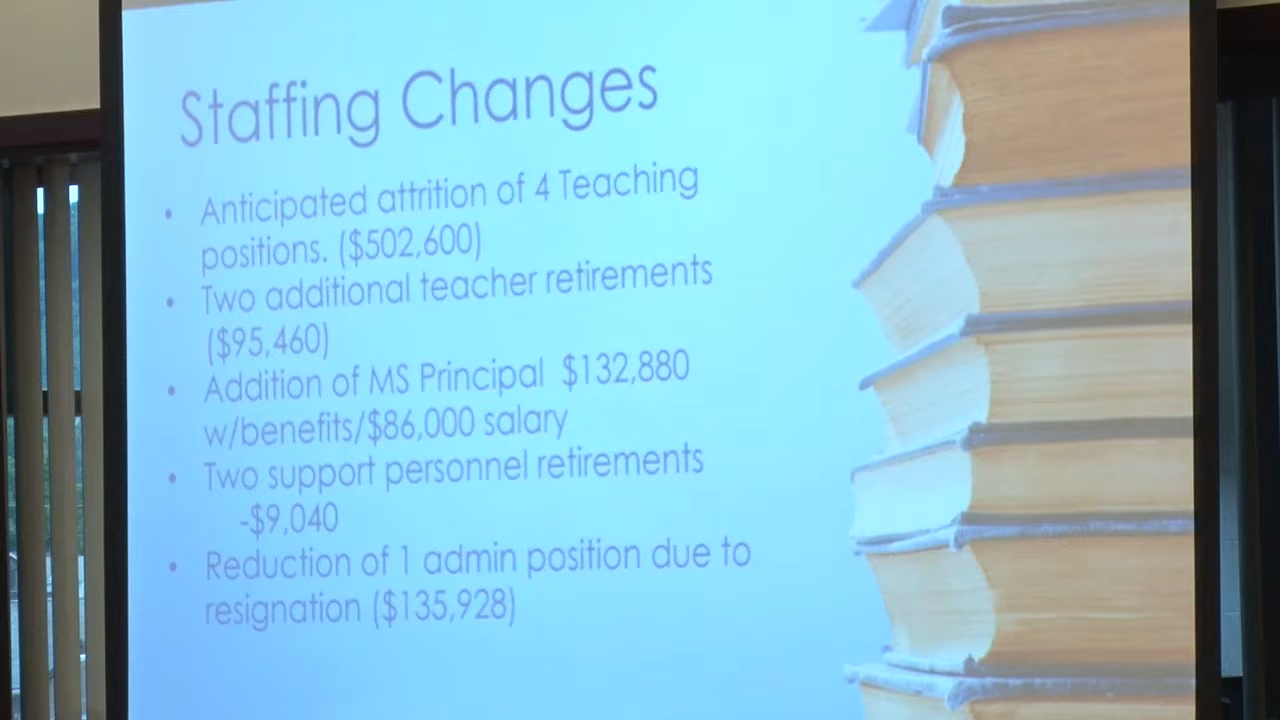 Staffing Changes
• Anticipated attrition of 4 Teaching
positions. ($502,600)
• Two additional teacher retirements
($95,460)
• Addition of MS Principal $132,880
w/benefits/$86,000 salary
• Two support personnel retirements
-$9,040
• Reduction of 1 admin position due to
resignation ($135,928)